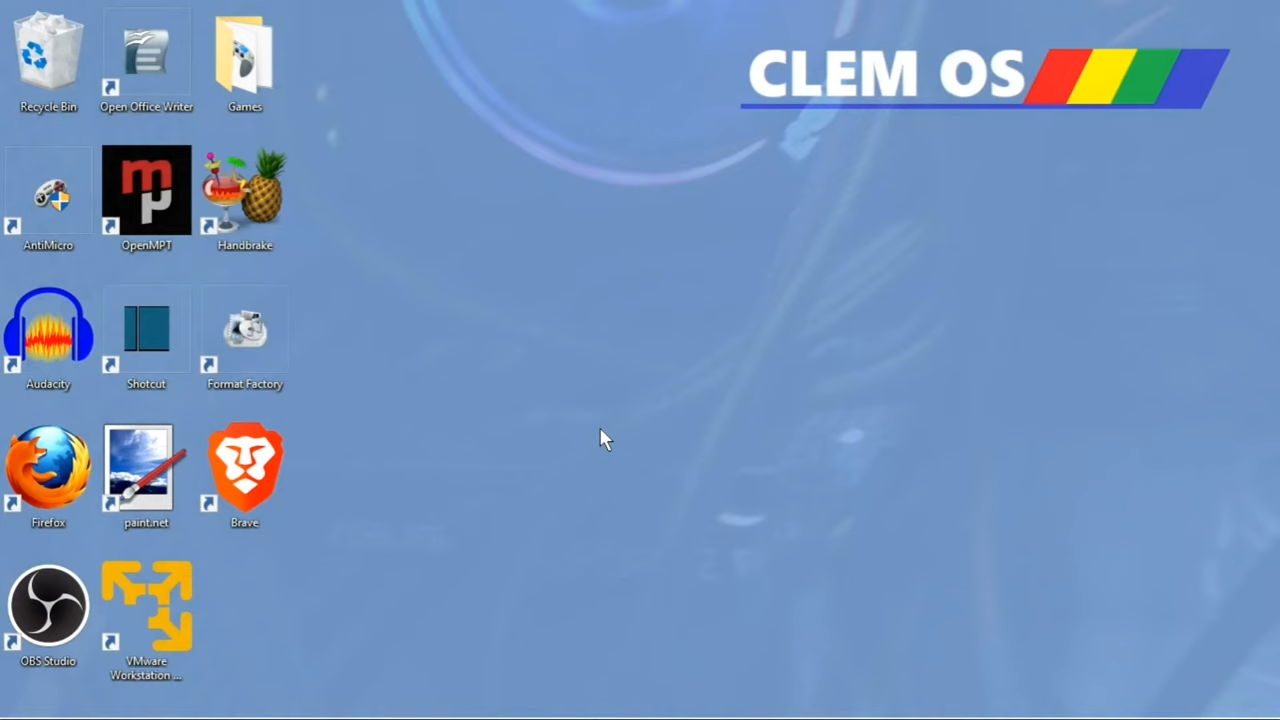 CLEM OS
Recycle Bin
Open Office Writer
Games
AntiMicro
OpenMPT
Handbrake
Audacity
Shotcut
Format Factory
Firefox
paint.net
Brave
OBS Studio
VMware
Workstation ...